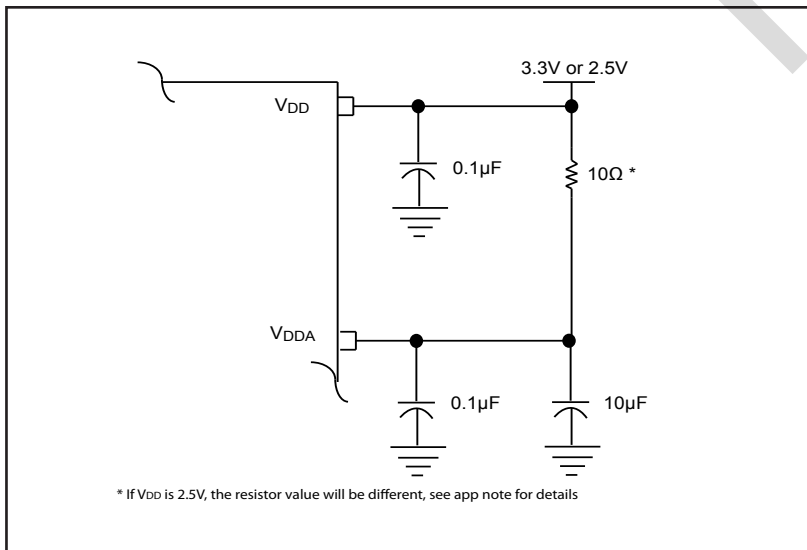 3.3V or 2.5V
VDD
0.1µF
10Ω *
VDDA
0.1µF
10µF
* If VDD is 2.5V, the resistor value will be different, see app note for details